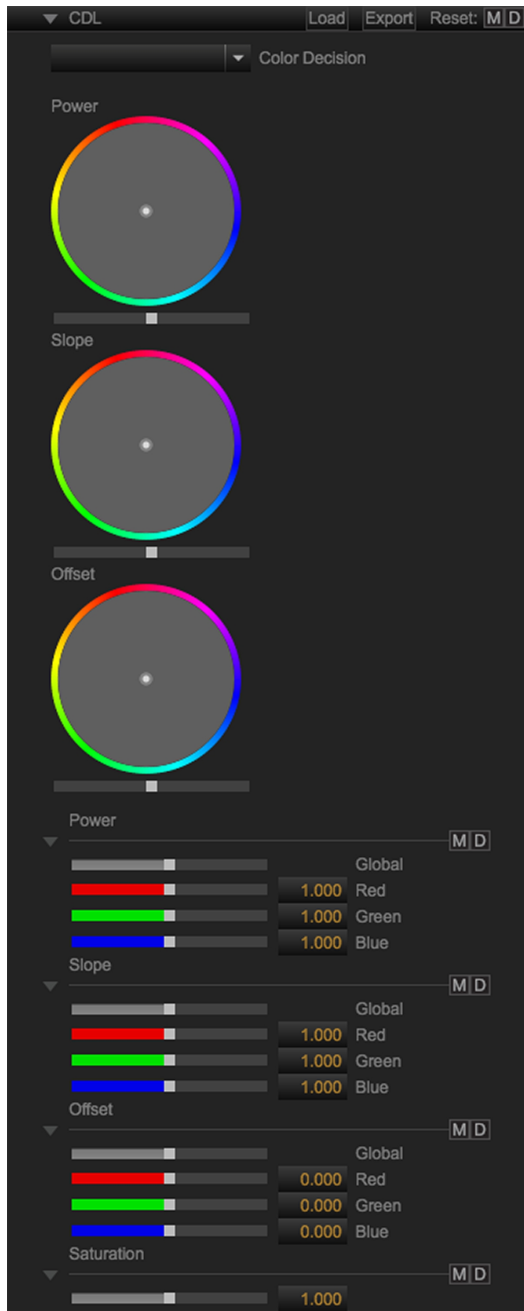 CDL Load Export Reset: M D
Color Decision
Power
Slope
Offset
Power
M D
Global
1.000 Red
1.000 Green
1.000 Blue
Slope
M D
Global
1.000 Red
1.000 Green
1.000 Blue
Offset
M D
Global
0.000 Red
0.000 Green
0.000 Blue
Saturation
M D
1.000